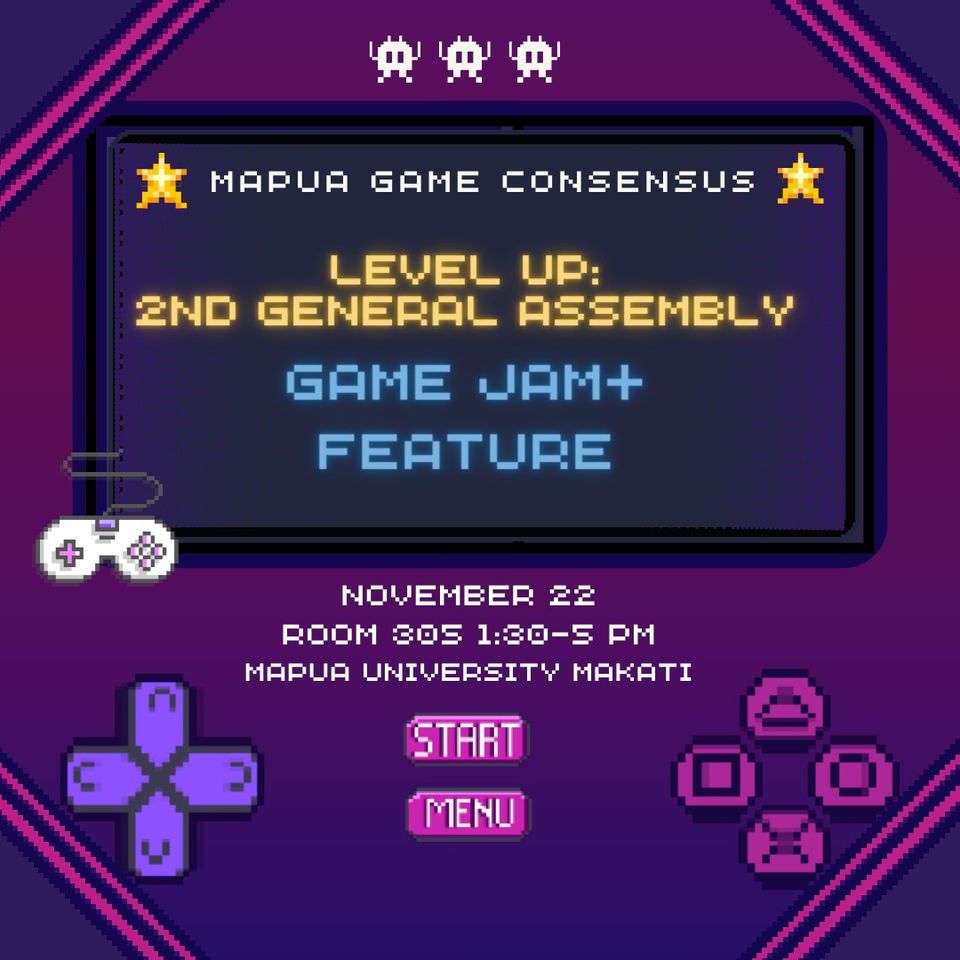 MAPUA GAME CONSENSUS
LEVEL UP:
2ND GENERAL ASSEMBLY
GAME JAM+
FEATURE
NOVEMBER 22
ROOM 305 1:30-5 PM
MAPUA UNIVERSITY MAKATI
START
MENU